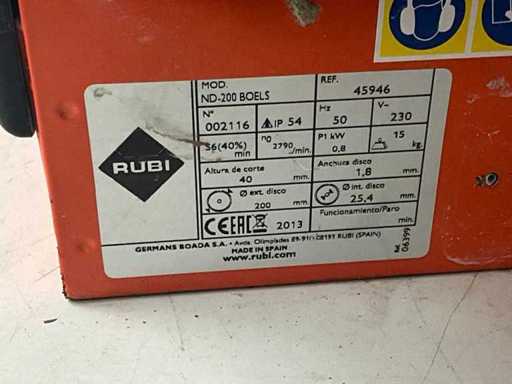 MOD.
ND-200 BOELS
REF.
45946
Nº
002116
IP 54
Hz
50
V~
230
S6(40%)
min
n0
2790
/min.
P1 kW
0,8
15
kg.
Altura de corte
40 mm.
Anchura disco
1,8 mm.
Ø ext. disco
200 mm.
Ø int. disco
25,4 mm.
RUBI
CE EAC 2013
Funcionamiento/Paro
min.
GERMANS BOADA S.A. • Avda. Olimpíades 89-91 08191 RUBI (SPAIN)
MADE IN SPAIN
www.rubi.com
Ref. 06399